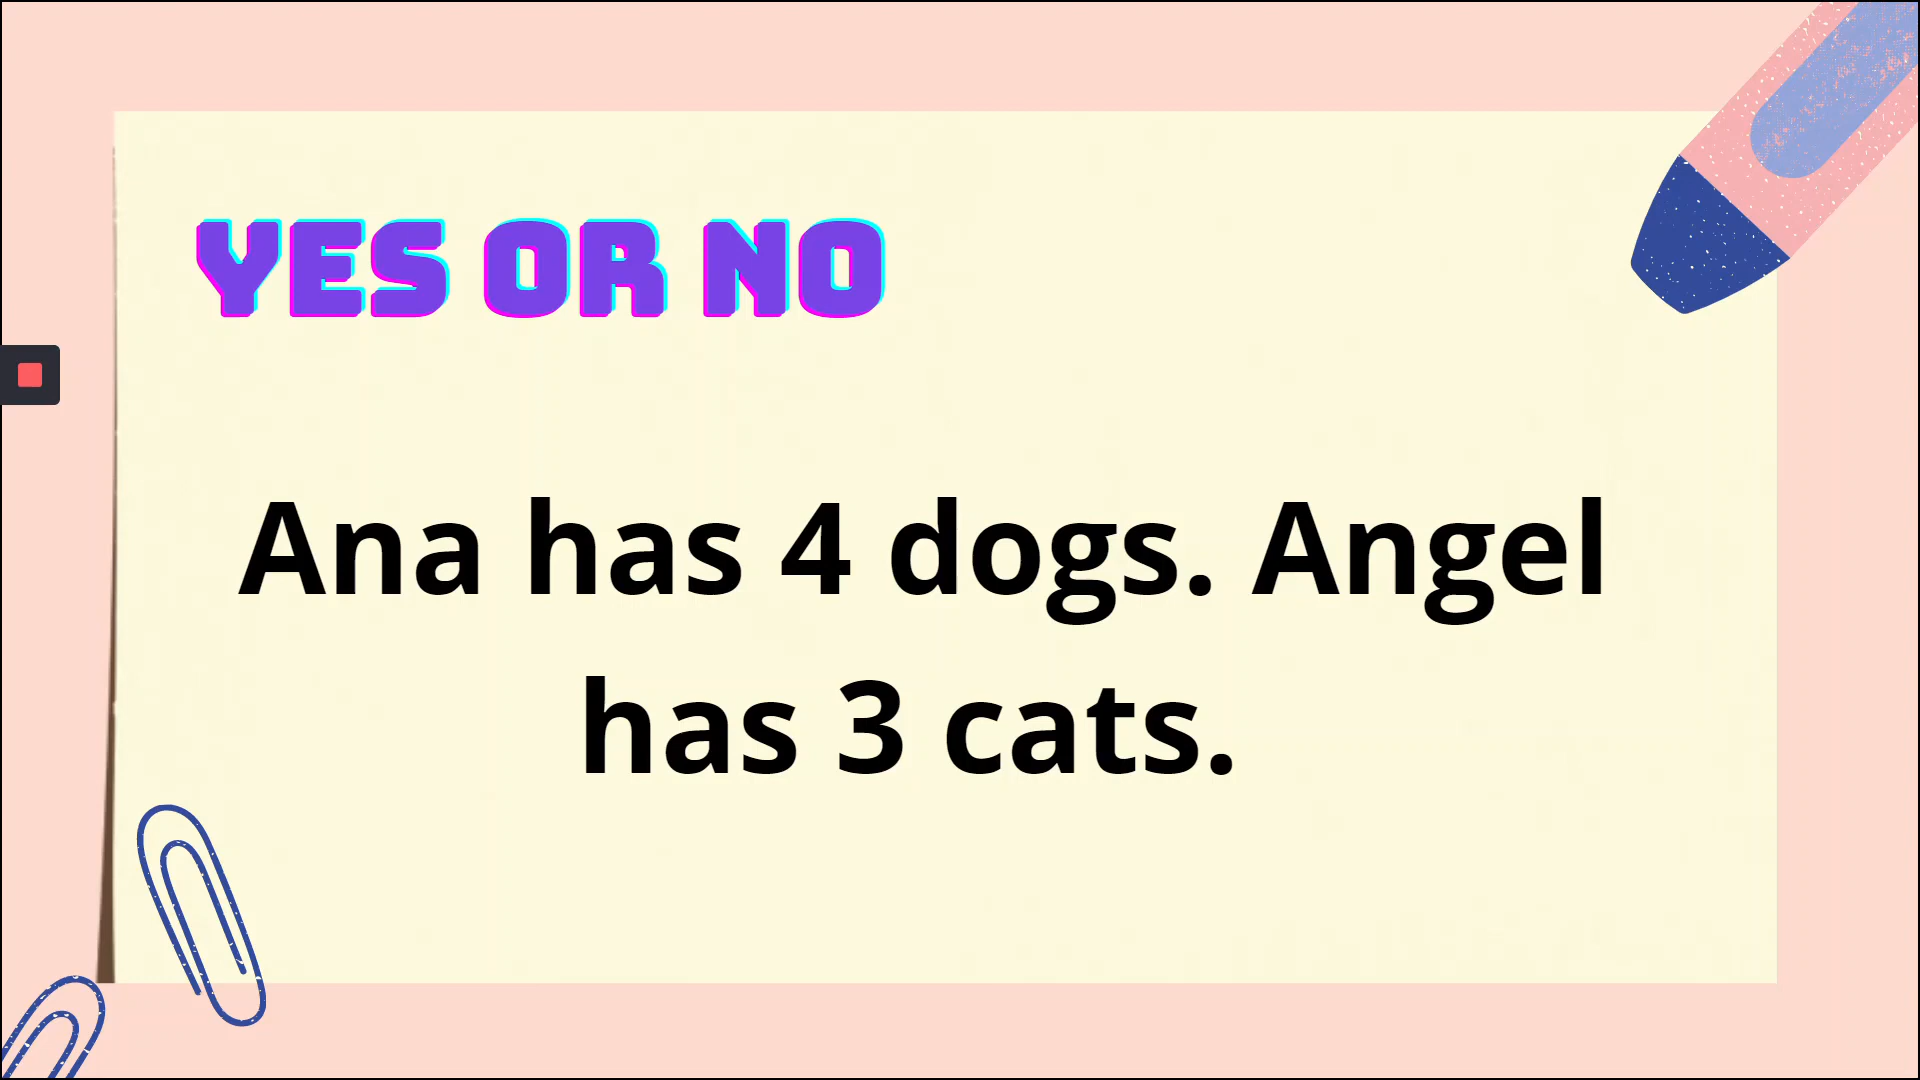 YES OR NO
Ana has 4 dogs. Angel
has 3 cats.